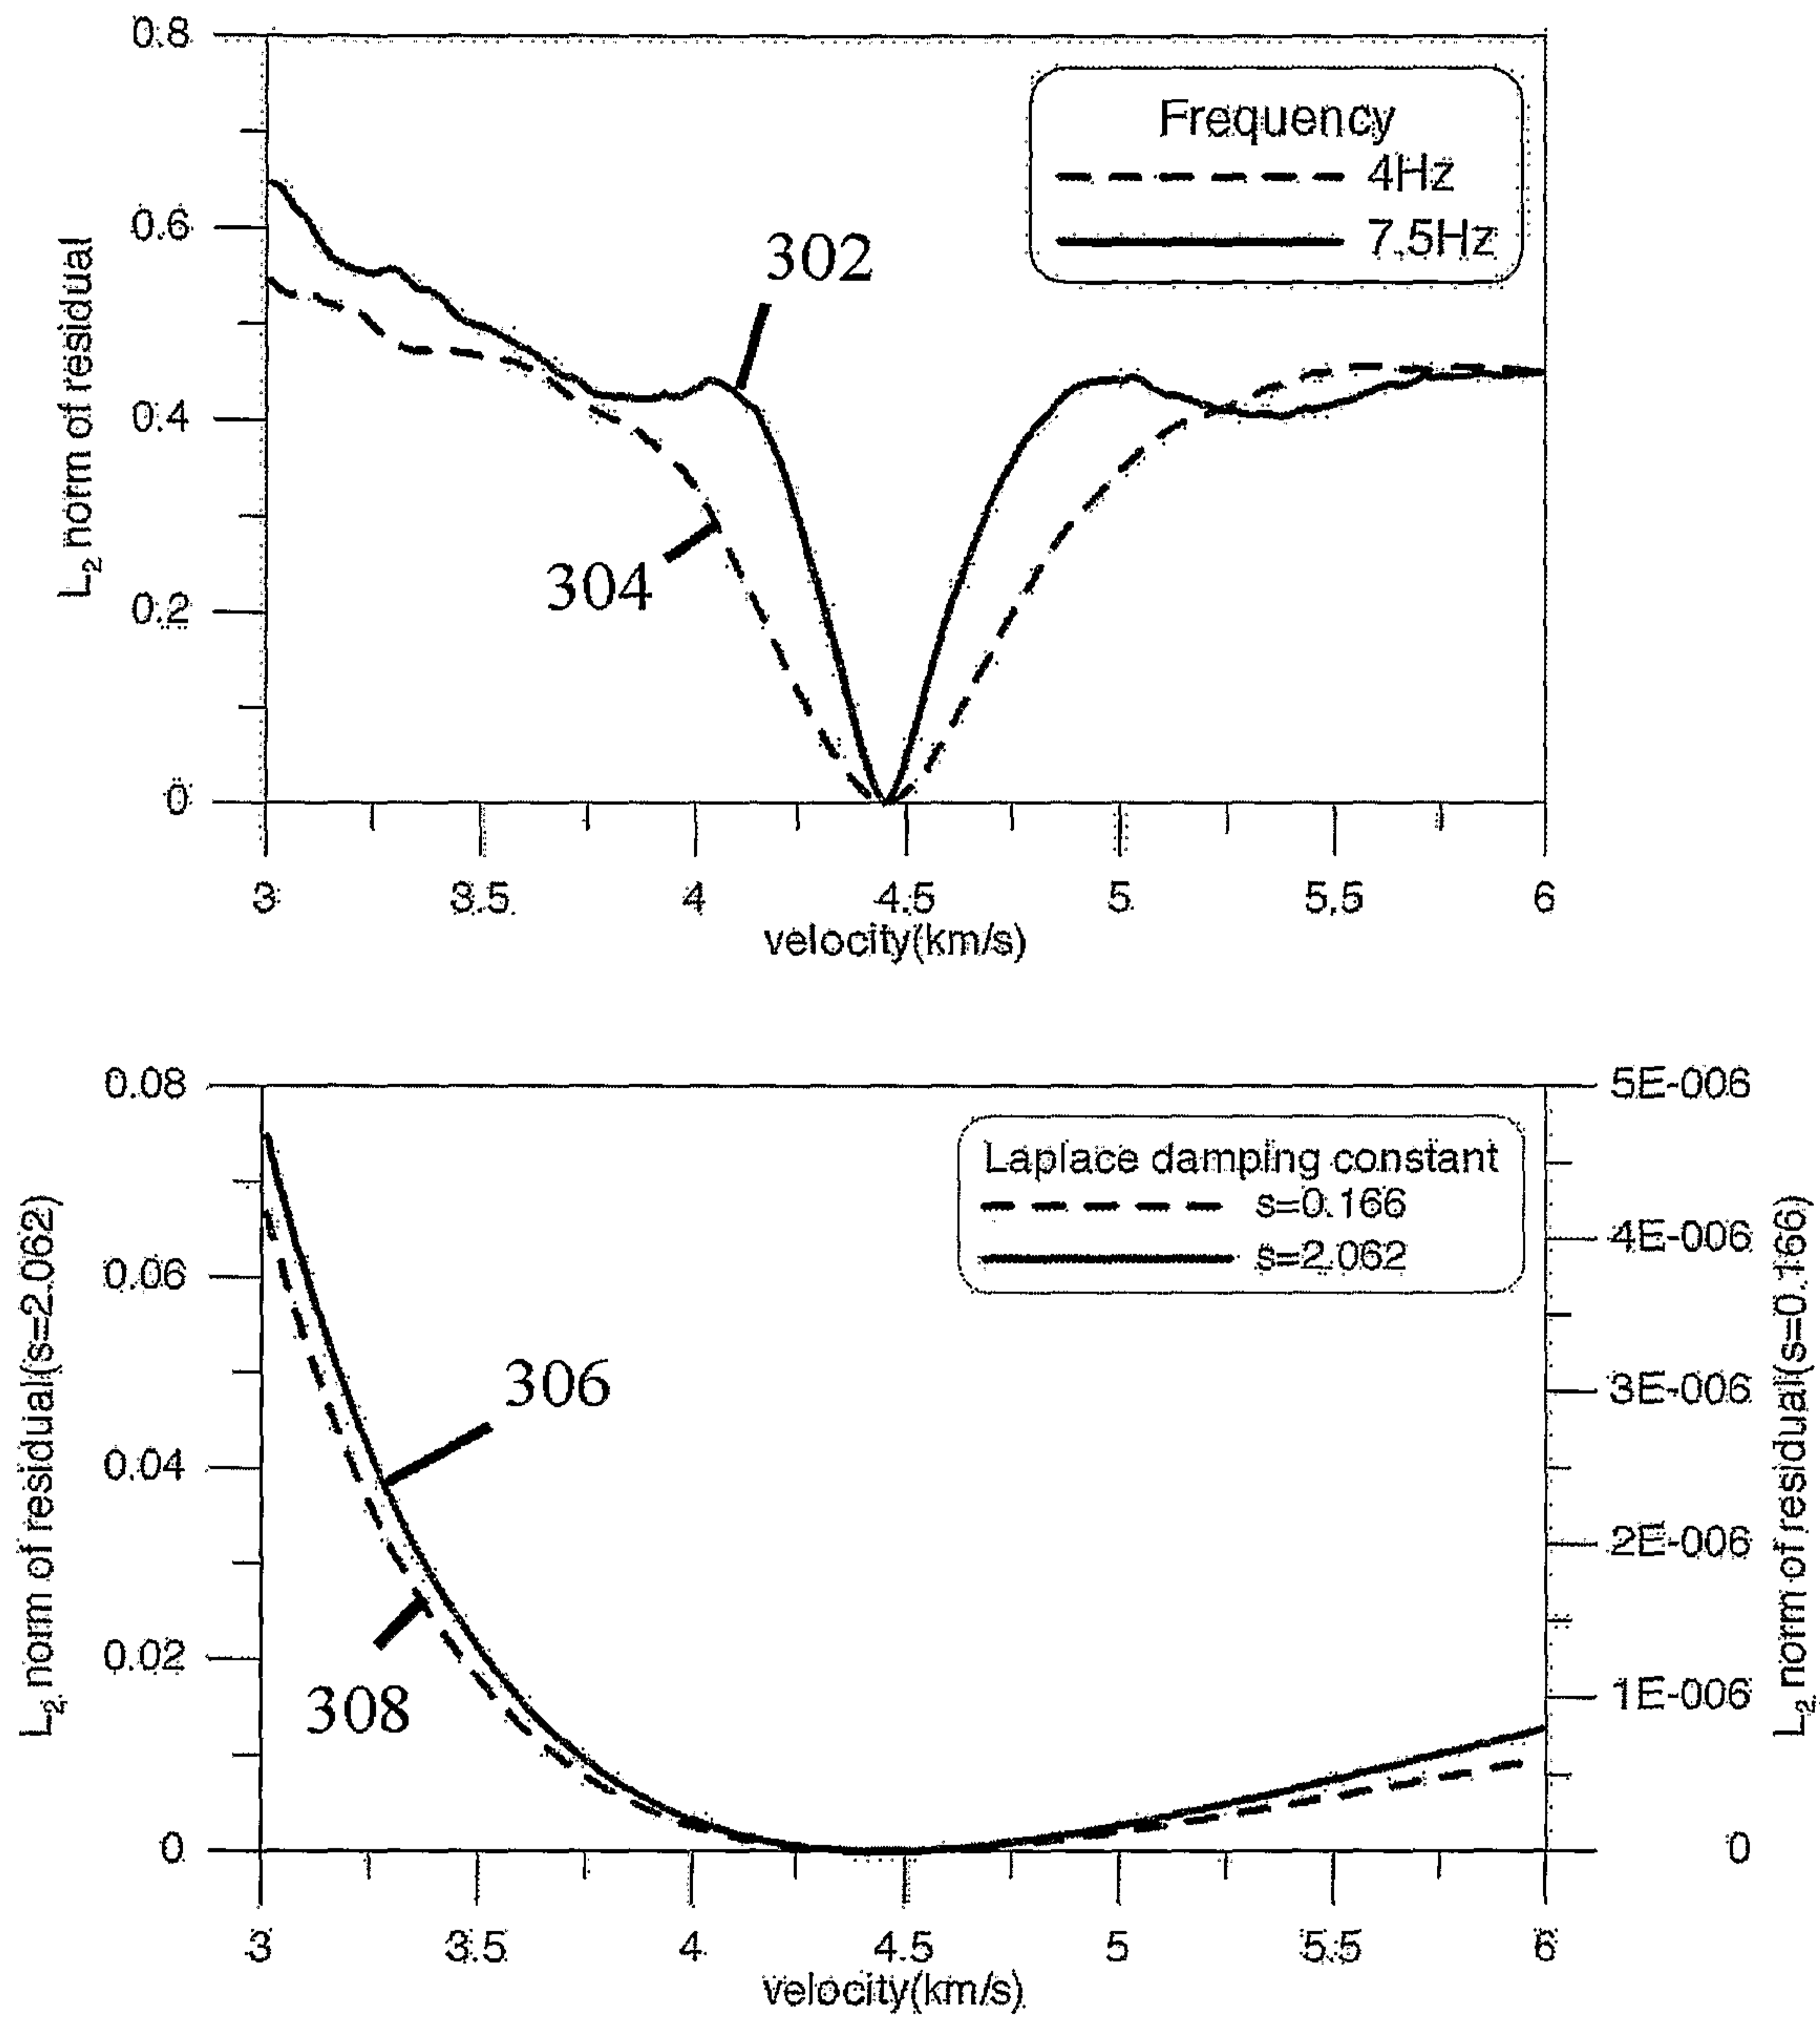 0.8
Frequency
4Hz
7.5Hz
0.6
302
L2 norm of residual
0.4
304
0.2
0
3 3.5 4 4.5 5 5.5 6
velocity(km/s)
0.08 5E-006
Laplace damping constant
s=0.166
s=2.062
4E-006
0.06
306
3E-006
L2 norm of residual(s=2.062)
L2 norm of residual(s=0.166)
0.04
2E-006
308
0.02
1E-006
0 0
3 3.5 4 4.5 5 5.5 6
velocity(km/s)